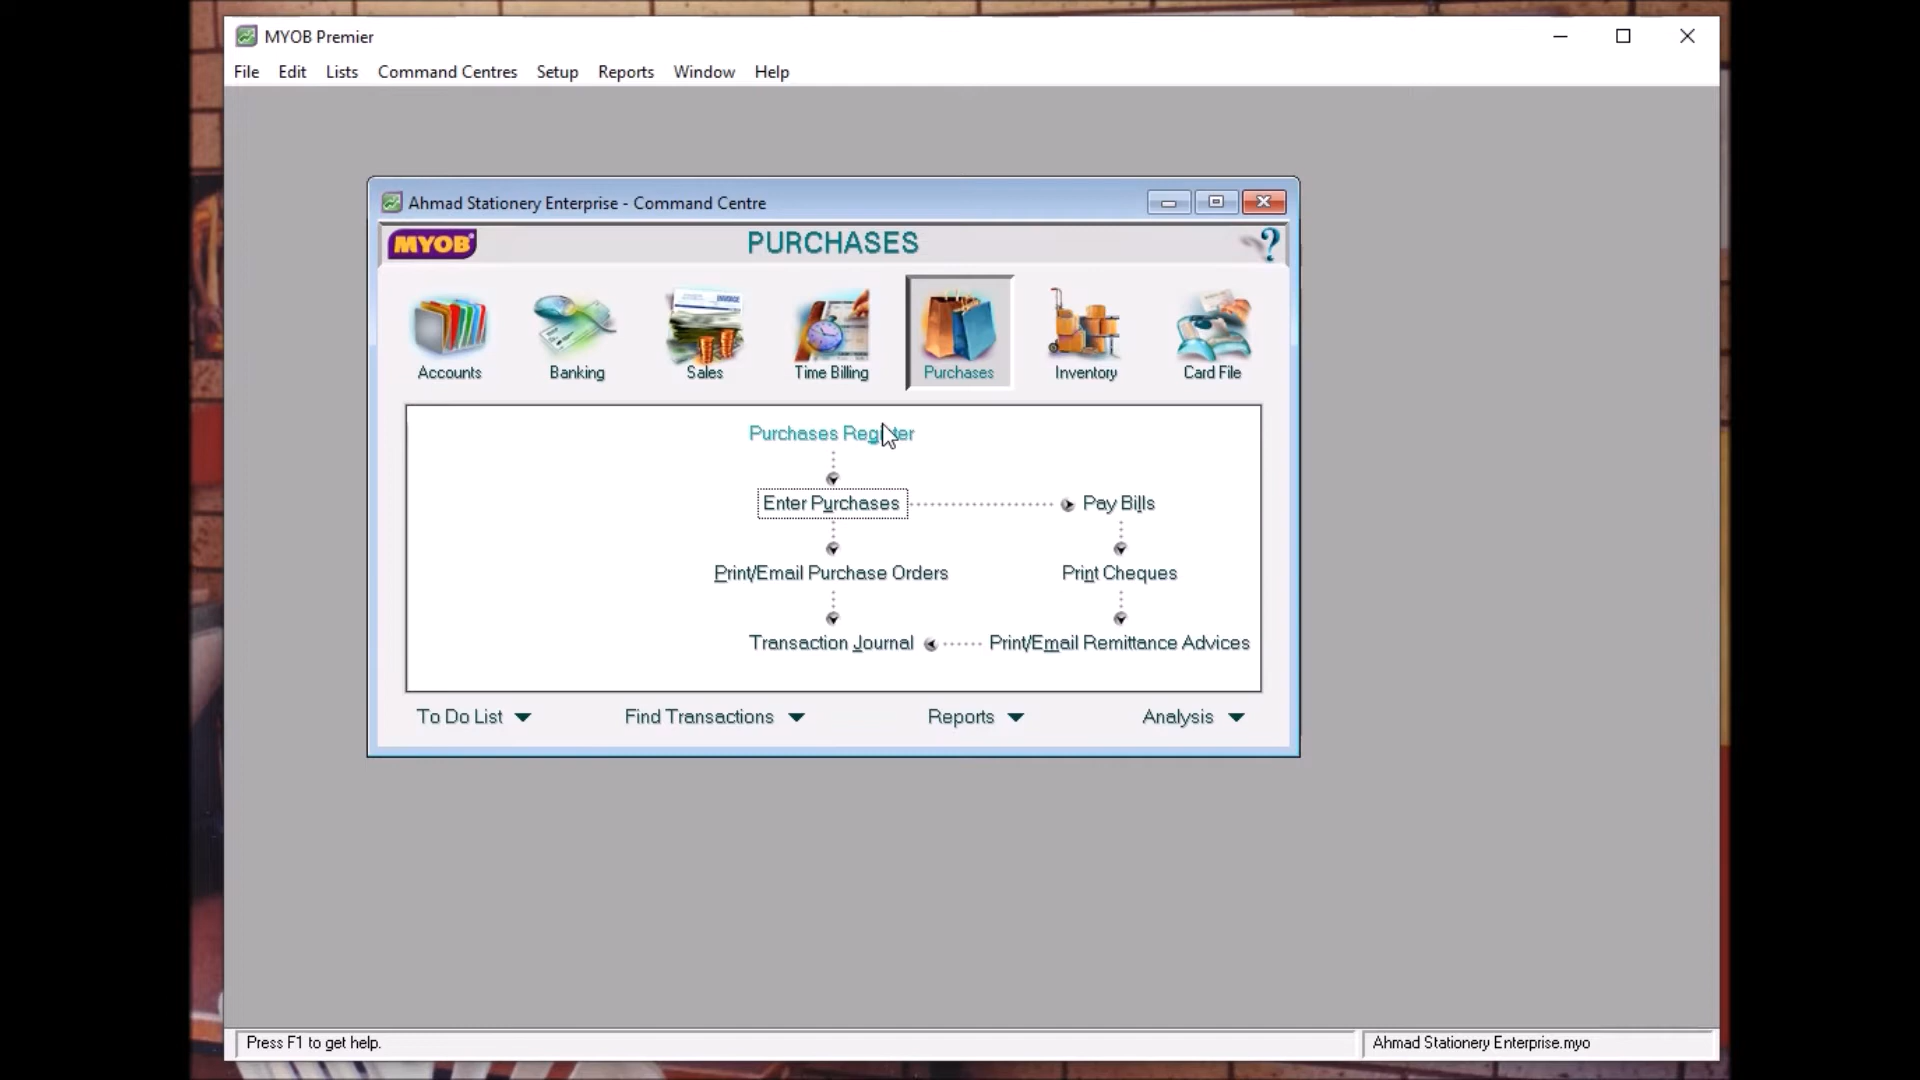 MYOB Premier
File Edit Lists Command Centres Setup Reports Window Help
Ahmad Stationery Enterprise - Command Centre
MYOB PURCHASES ?
INVOICE
Accounts Banking Sales Time Billing Purchases Inventory Card File
Purchases Register
Enter Purchases Pay Bills
Print/Email Purchase Orders Print Cheques
Transaction Journal Print/Email Remittance Advices
To Do List Find Transactions Reports Analysis
Press F1 to get help. Ahmad Stationery Enterprise.myo